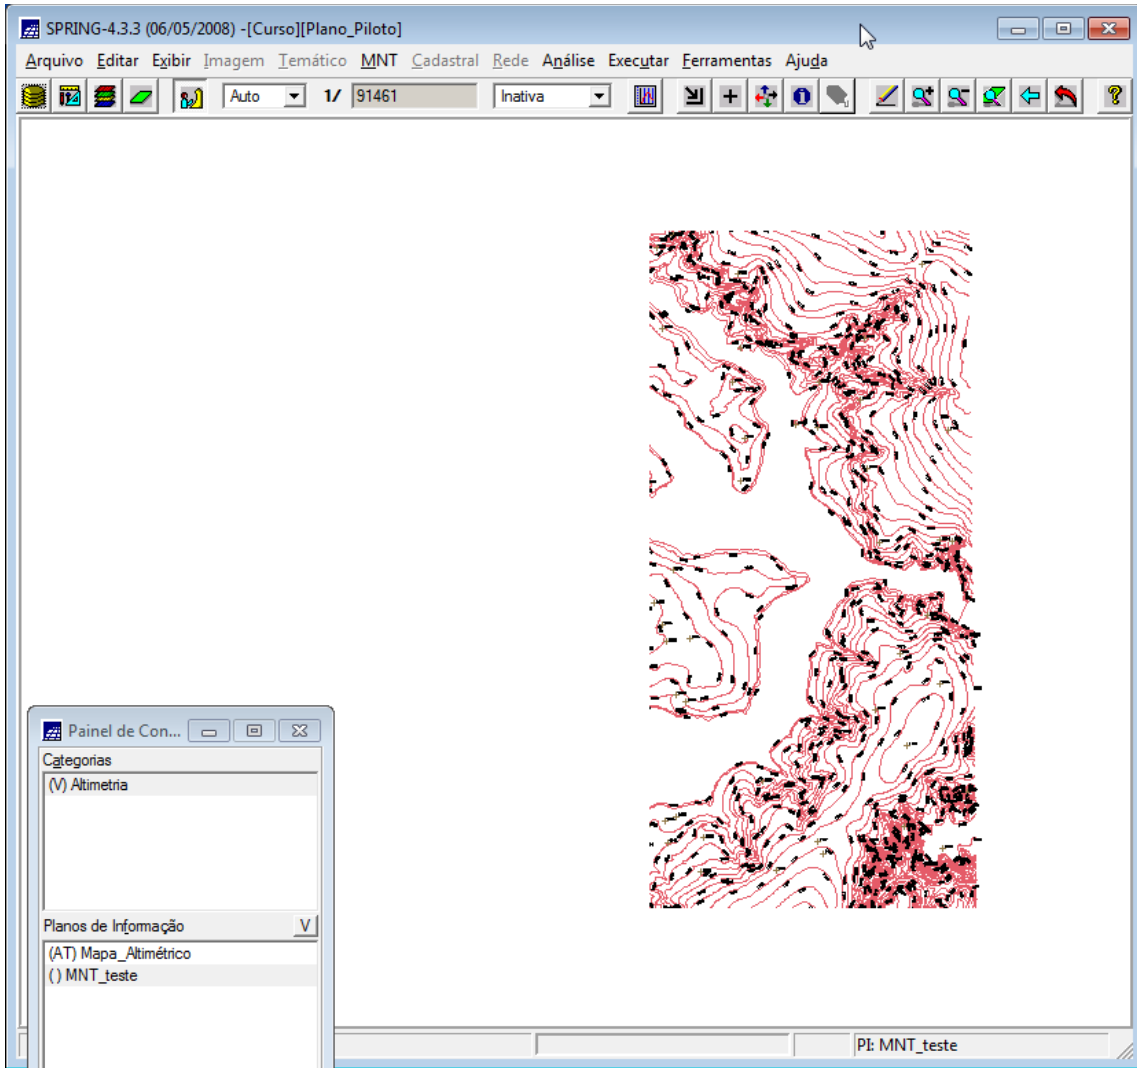 SPRING-4.3.3 (06/05/2008) -[Curso][Plano_Piloto]
Arquivo Editar Exibir Imagem Temático MNT Cadastral Rede Análise Executar Ferramentas Ajuda
Auto 1/ 91461 Inativa
Painel de Con...
Categorias
(V) Altimetria
Planos de Informação V
(AT) Mapa_Altimétrico
( ) MNT_teste
PI: MNT_teste